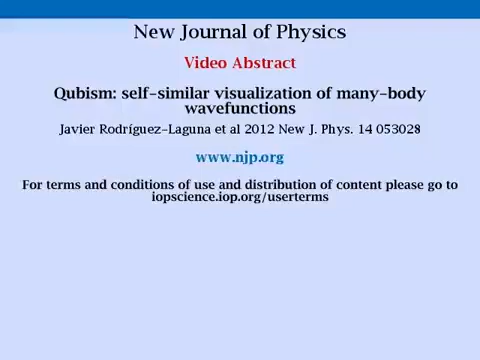 New Journal of Physics
Video Abstract
Qubism: self-similar visualization of many-body
wavefunctions
Javier Rodríguez-Laguna et al 2012 New J. Phys. 14 053028
www.njp.org
For terms and conditions of use and distribution of content please go to
iopscience.iop.org/userterms